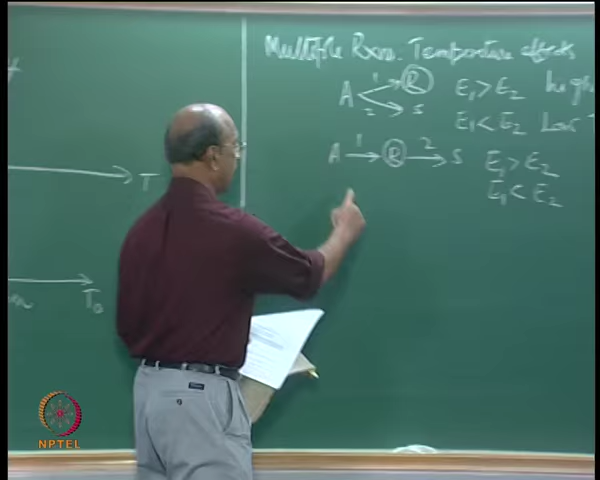 Multiple Rxns. Temperature effects
A 1 R E₁ > E₂ high
2 S E₁ < E₂ Low T
A 1 → R 2 → S E₁ > E₂
E₁ < E₂
→ T
→ T₀
NPTEL